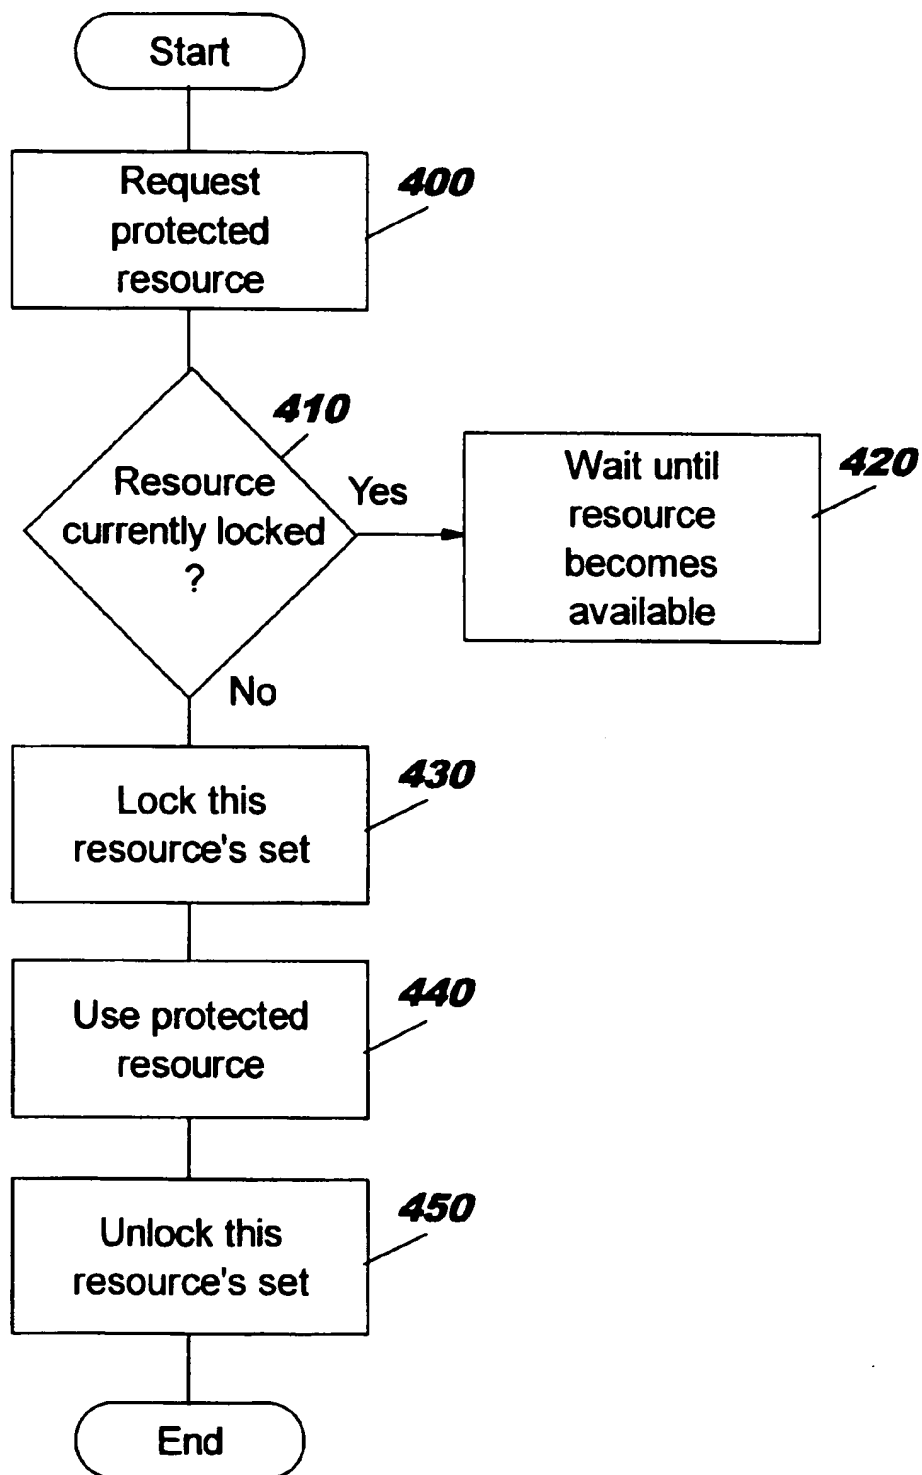 Start
Request
protected
resource
400
410
Resource
currently locked
?
Yes
Wait until
resource
becomes
available
420
No
Lock this
resource's set
430
Use protected
resource
440
Unlock this
resource's set
450
End